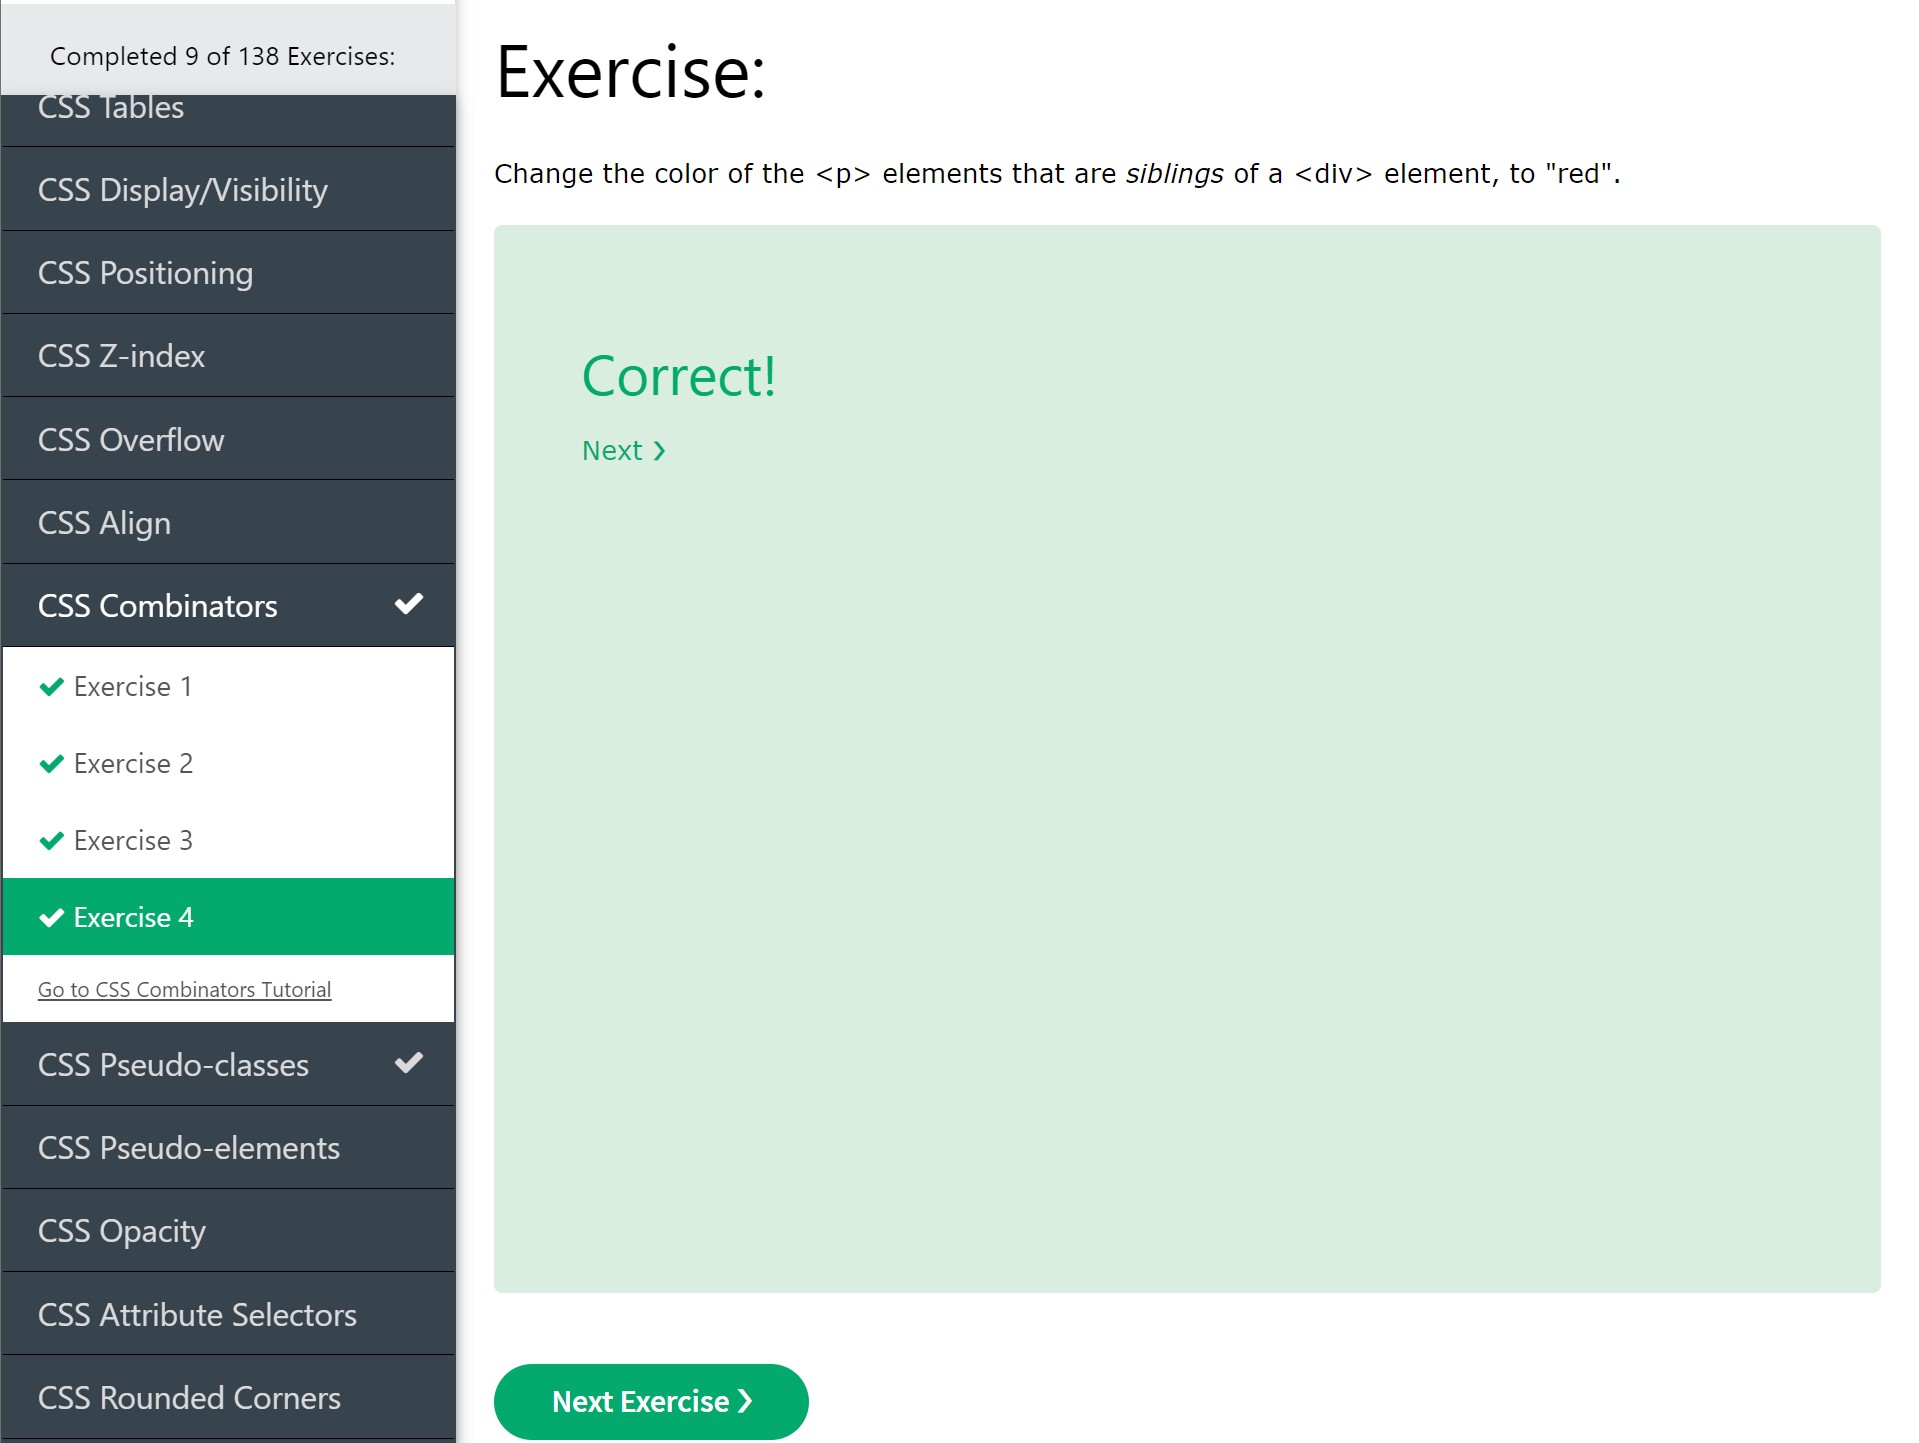 Completed 9 of 138 Exercises:
CSS Tables
CSS Display/Visibility
CSS Positioning
CSS Z-index
CSS Overflow
CSS Align
CSS Combinators
Exercise 1
Exercise 2
Exercise 3
Exercise 4
Go to CSS Combinators Tutorial
CSS Pseudo-classes
CSS Pseudo-elements
CSS Opacity
CSS Attribute Selectors
CSS Rounded Corners
Exercise:
Change the color of the <p> elements that are siblings of a <div> element, to "red".
Correct!
Next ❯
Next Exercise ❯